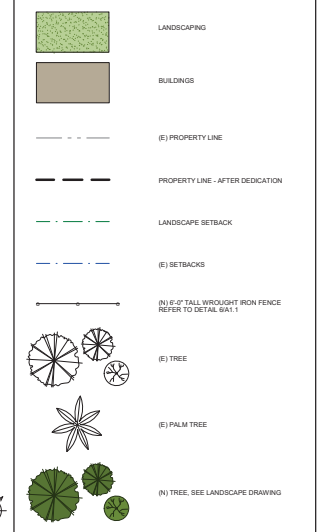 LANDSCAPING
BUILDINGS
(E) PROPERTY LINE
PROPERTY LINE - AFTER DEDICATION
LANDSCAPE SETBACK
(E) SETBACKS
(N) 6'-0" TALL WROUGHT IRON FENCE
REFER TO DETAIL 6/A1.1
(E) TREE
(E) PALM TREE
(N) TREE, SEE LANDSCAPE DRAWING